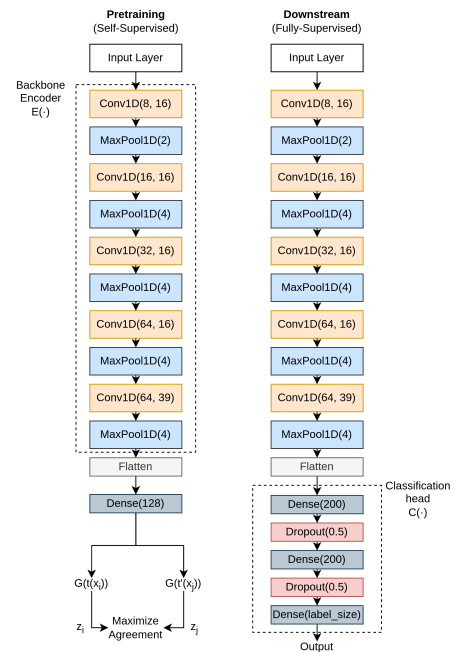 Pretraining
(Self-Supervised)
Input Layer
Backbone
Encoder
E(·)
Conv1D(8, 16)
MaxPool1D(2)
Conv1D(16, 16)
MaxPool1D(4)
Conv1D(32, 16)
MaxPool1D(4)
Conv1D(64, 16)
MaxPool1D(4)
Conv1D(64, 39)
MaxPool1D(4)
Flatten
Dense(128)
G(t(xi)) G(t'(xj))
zi Maximize zj
Agreement
Downstream
(Fully-Supervised)
Input Layer
Conv1D(8, 16)
MaxPool1D(2)
Conv1D(16, 16)
MaxPool1D(4)
Conv1D(32, 16)
MaxPool1D(4)
Conv1D(64, 16)
MaxPool1D(4)
Conv1D(64, 39)
MaxPool1D(4)
Flatten
Classification
head
C(·)
Dense(200)
Dropout(0.5)
Dense(200)
Dropout(0.5)
Dense(label_size)
Output